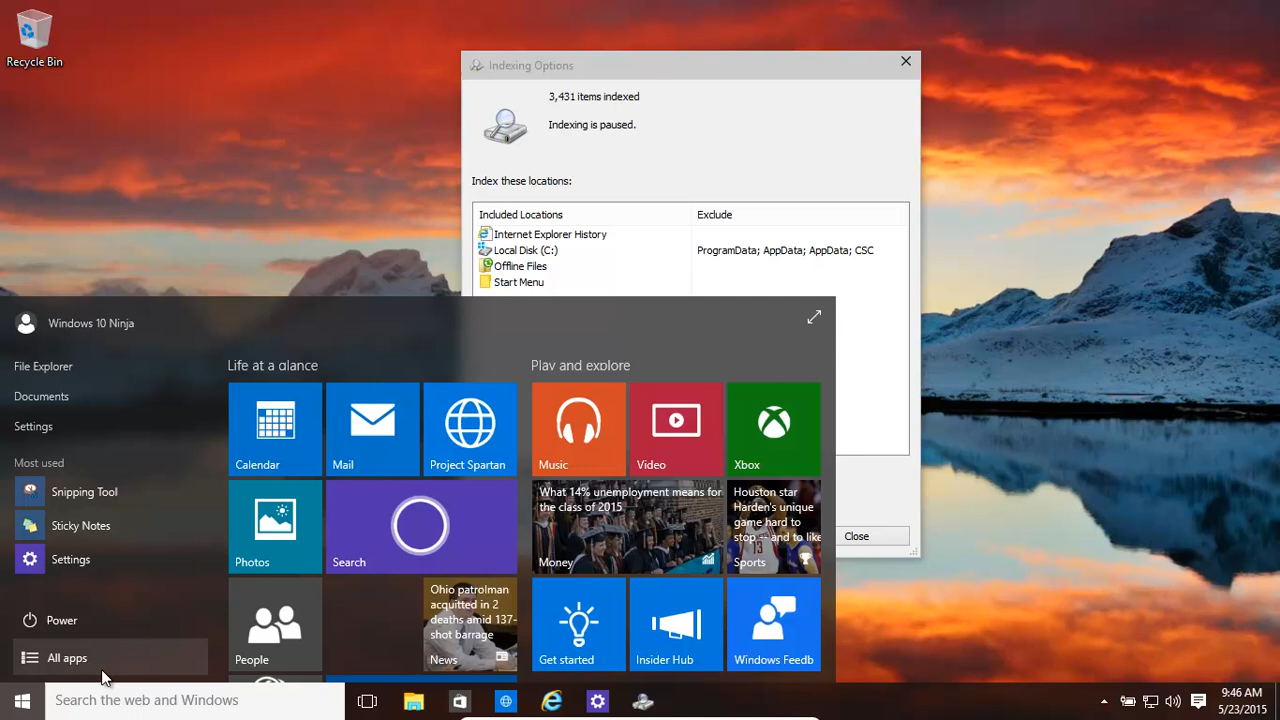 Recycle Bin
Indexing Options
3,431 items indexed
Indexing is paused.
Index these locations:
Included Locations
Exclude
Internet Explorer History
Local Disk (C:)
ProgramData; AppData; AppData; CSC
Offline Files
Start Menu
Close
Windows 10 Ninja
File Explorer
Documents
Settings
Most used
Snipping Tool
Sticky Notes
Settings
Power
All apps
Life at a glance
Calendar
Mail
Project Spartan
Photos
Search
People
Ohio patrolman
acquitted in 2
deaths amid 137-
shot barrage
News
Play and explore
Music
Video
Xbox
What 14% unemployment means for
the class of 2015
Money
Houston star
Harden's unique
game hard to
stop -- and to like
Sports
Get started
Insider Hub
Windows Feedb
Search the web and Windows
9:46 AM
5/23/2015